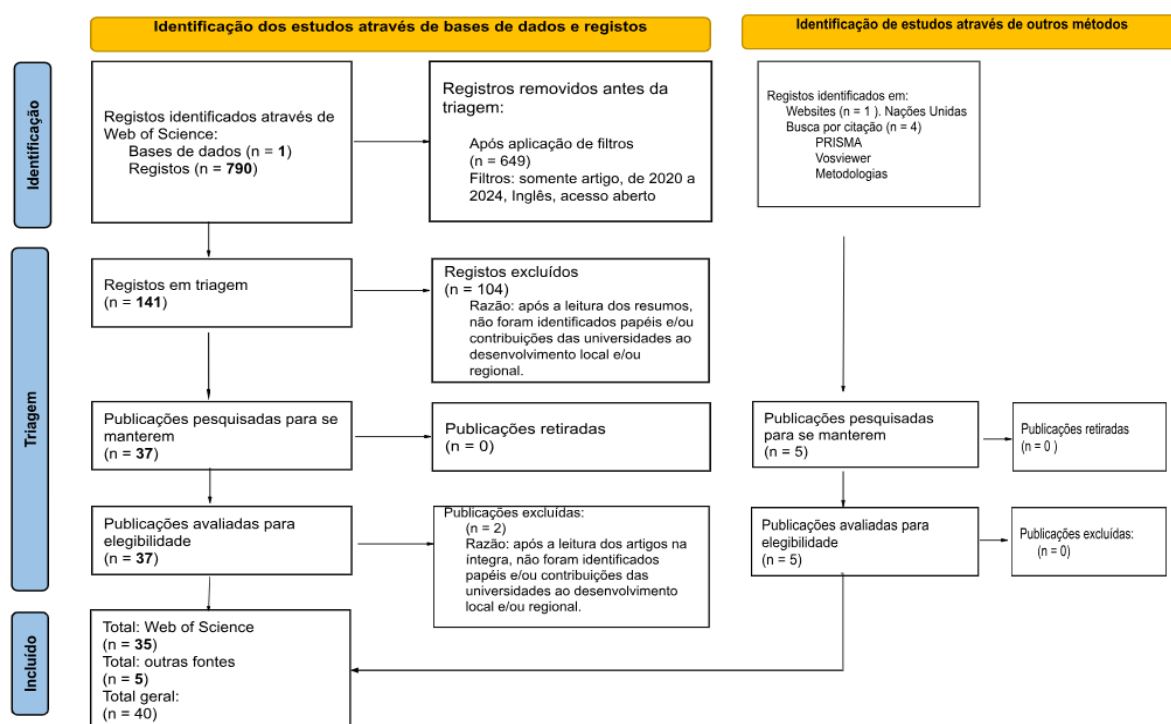 Identificação dos estudos através de bases de dados e registos
Identificação de estudos através de outros métodos
Identificação
Registos identificados através de
Web of Science:
Bases de dados (n = 1)
Registos (n = 790)
Registros removidos antes da
triagem:
Após aplicação de filtros
(n = 649)
Filtros: somente artigo, de 2020 a
2024, Inglês, acesso aberto
Registos identificados em:
Websites (n = 1 ). Nações Unidas
Busca por citação (n = 4)
PRISMA
Vosviewer
Metodologias
Triagem
Registos em triagem
(n = 141)
Registos excluídos
(n = 104)
Razão: após a leitura dos resumos,
não foram identificados papéis e/ou
contribuições das universidades ao
desenvolvimento local e/ou
regional.
Publicações pesquisadas para se
manterem
(n = 37)
Publicações retiradas
(n = 0)
Publicações pesquisadas
para se manterem
(n = 5)
Publicações retiradas
(n = 0 )
Publicações avaliadas para
elegibilidade
(n = 37)
Publicações excluídas:
(n = 2)
Razão: após a leitura dos artigos na
íntegra, não foram identificados
papéis e/ou contribuições das
universidades ao desenvolvimento
local e/ou regional.
Publicações avaliadas para
elegibilidade
(n = 5)
Publicações excluídas:
(n = 0)
Incluído
Total: Web of Science
(n = 35)
Total: outras fontes
(n = 5)
Total geral:
(n = 40)